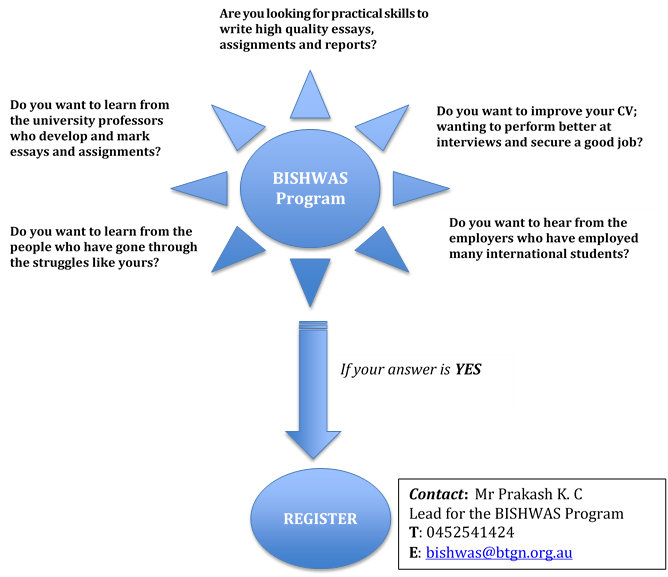 Are you looking for practical skills to
write high quality essays,
assignments and reports?
Do you want to learn from
the university professors
who develop and mark
essays and assignments?
Do you want to improve your CV;
wanting to perform better at
interviews and secure a good job?
BISHWAS
Program
Do you want to learn from the
people who have gone through
the struggles like yours?
Do you want to hear from the
employers who have employed
many international students?
If your answer is YES
REGISTER
Contact: Mr Prakash K. C
Lead for the BISHWAS Program
T: 0452541424
E: bishwas@btgn.org.au